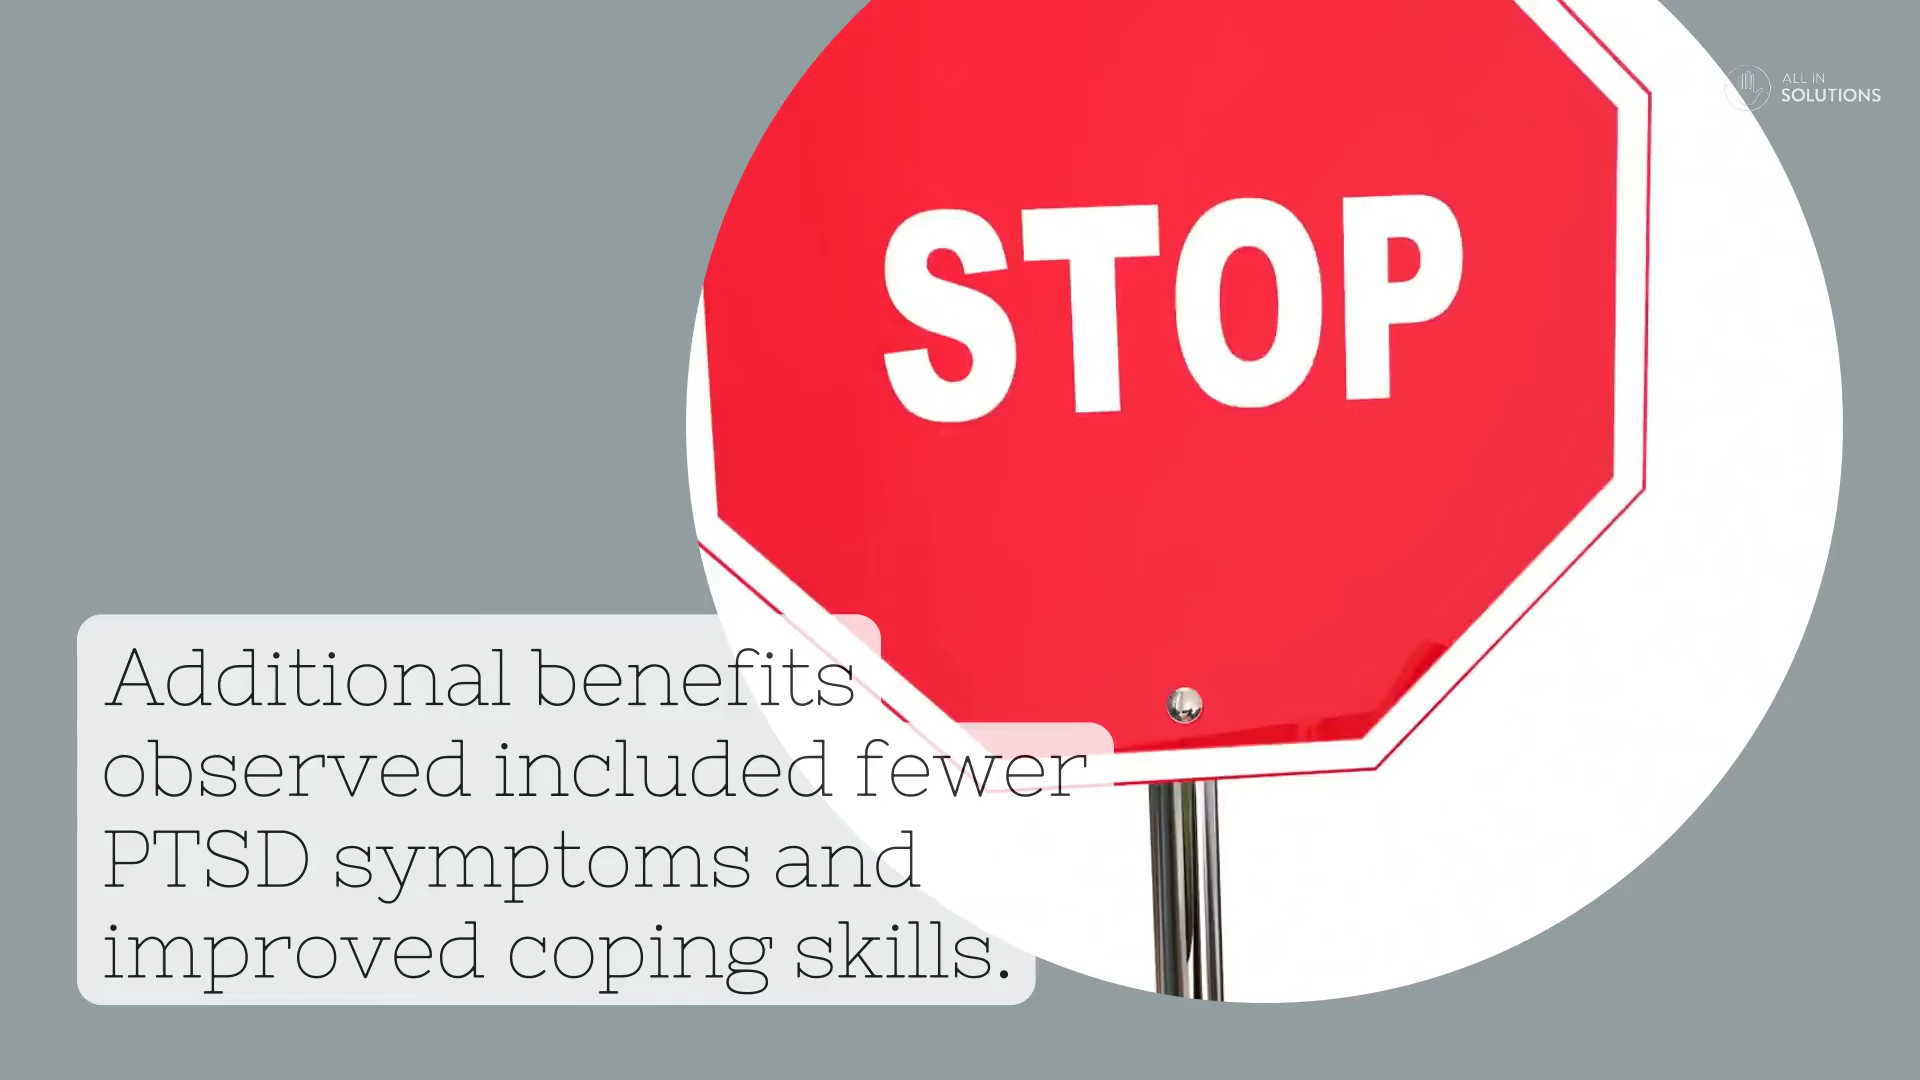 ALL IN
SOLUTIONS
STOP
Additional benefits
observed included fewer
PTSD symptoms and
improved coping skills.